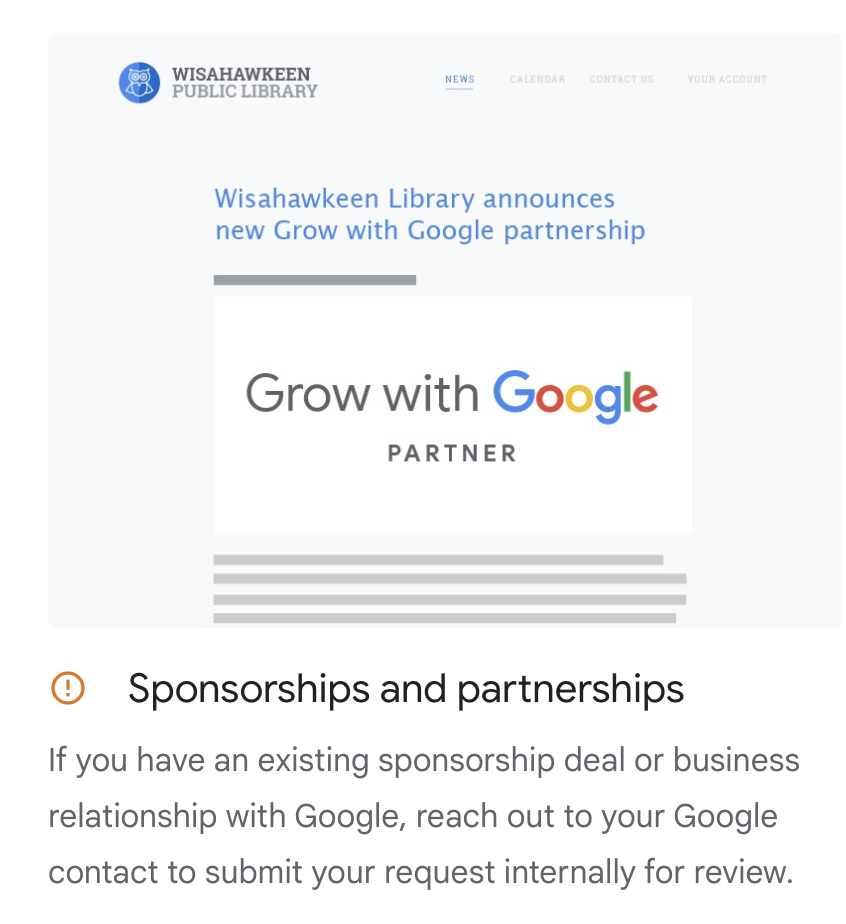 WISAHAWKEEN
PUBLIC LIBRARY
NEWS CALENDAR CONTACT US YOUR ACCOUNT
Wisahawkeen Library announces
new Grow with Google partnership
Grow with Google
PARTNER
Sponsorships and partnerships
If you have an existing sponsorship deal or business
relationship with Google, reach out to your Google
contact to submit your request internally for review.